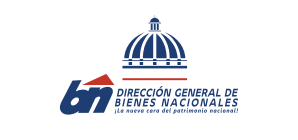 bn
DIRECCIÓN GENERAL DE
BIENES NACIONALES
¡La nueva cara del patrimonio nacional!